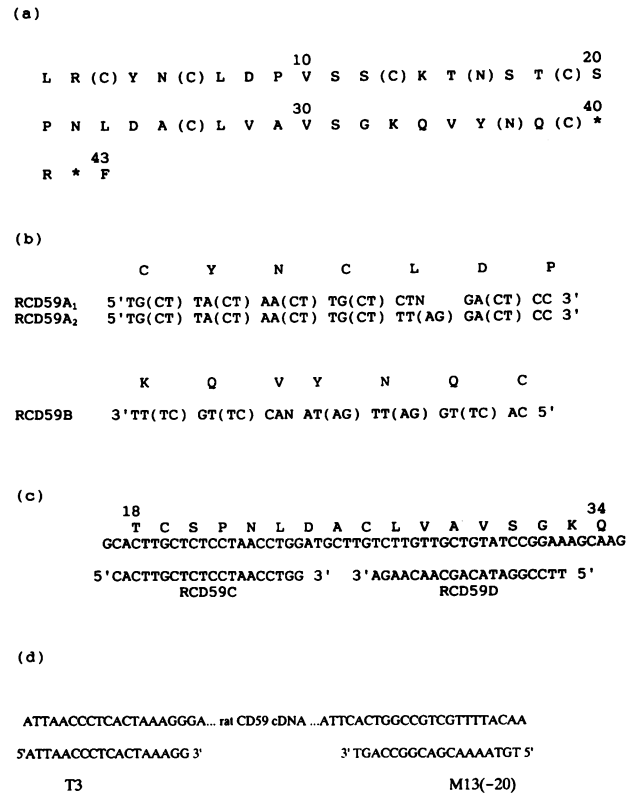 (a)
10 20
L R (C) Y N (C) L D P V S S (C) K T (N) S T (C) S
30 40
P N L D A (C) L V A V S G K Q V Y (N) Q (C) *
43
R * F
(b)
C Y N C L D P
RCD59A1 5'TG(CT) TA(CT) AA(CT) TG(CT) CTN GA(CT) CC 3'
RCD59A2 5'TG(CT) TA(CT) AA(CT) TG(CT) TT(AG) GA(CT) CC 3'
K Q V Y N Q C
RCD59B 3'TT(TC) GT(TC) CAN AT(AG) TT(AG) GT(TC) AC 5'
(c)
18 34
T C S P N L D A C L V A V S G K Q
GCACTTGCTCTCCTAACCTGGATGCTTGTCTTGTTGCTGTATCCGGAAAGCAAG
5'CACTTGCTCTCCTAACCTGG 3' 3'AGAACAACGACATAGGCCTT 5'
RCD59C RCD59D
(d)
ATTAACCCTCACTAAAGGGA... rat CD59 cDNA ...ATTCACTGGCCGTCGTTTTACAA
5'ATTAACCCTCACTAAAGG 3' 3' TGACCGGCAGCAAAATGT 5'
T3 M13(-20)